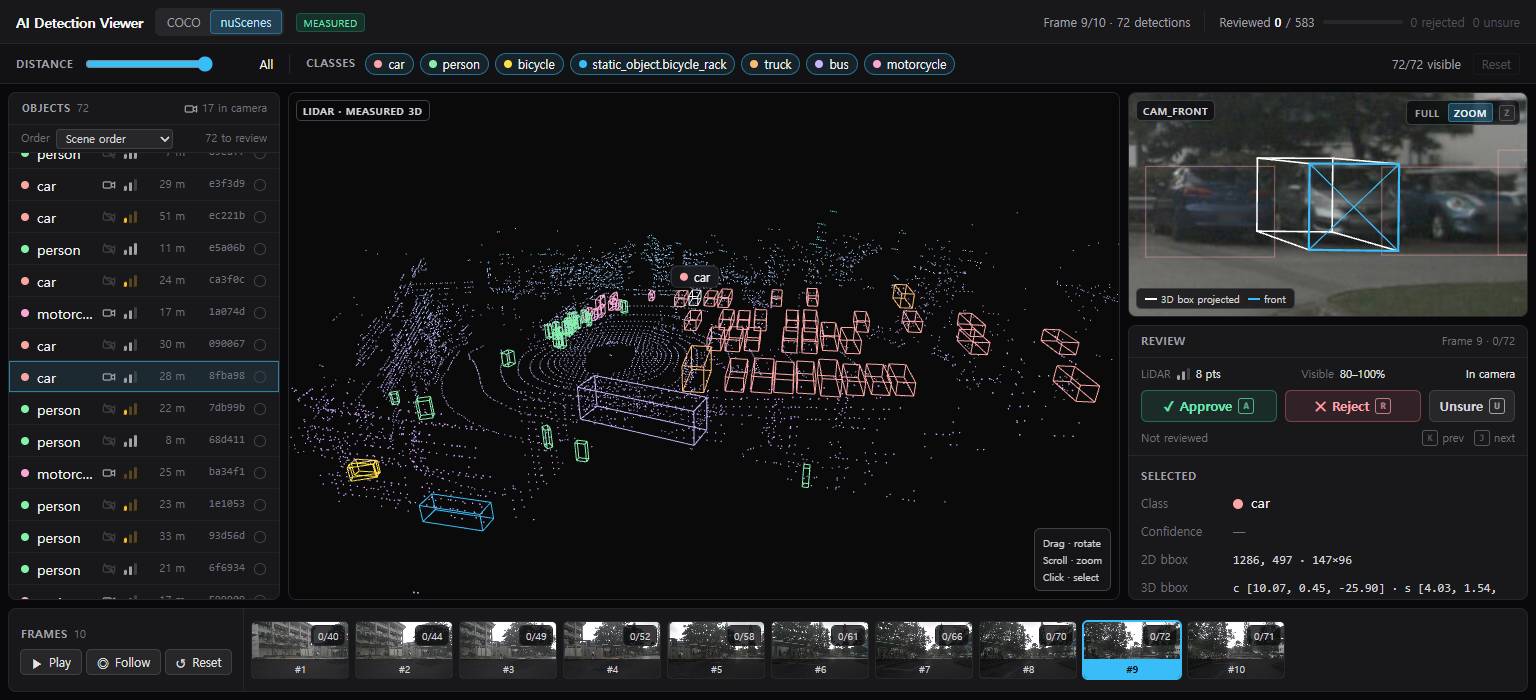 AI Detection Viewer COCO nuScenes MEASURED Frame 9/10 · 72 detections Reviewed 0 / 583 0 rejected 0 unsure
DISTANCE All CLASSES car person bicycle static_object.bicycle_rack truck bus motorcycle 72/72 visible Reset
OBJECTS 72 17 in camera
Order Scene order 72 to review
person
car 29 m e3f3d9
car 51 m ec221b
person 11 m e5a06b
car 24 m ca3f0c
motorc... 17 m 1a074d
car 30 m 090067
car 28 m 8fba98
person 22 m 7db99b
person 8 m 68d411
motorc... 25 m ba34f1
person 23 m 1e1053
person 33 m 93d56d
person 21 m 6f6934
LIDAR · MEASURED 3D
car
Drag · rotate
Scroll · zoom
Click · select
CAM_FRONT FULL ZOOM Z
3D box projected front
REVIEW Frame 9 · 0/72
LIDAR 8 pts Visible 80–100% In camera
✓ Approve A ✕ Reject R Unsure U
Not reviewed K prev J next
SELECTED
Class car
Confidence —
2D bbox 1286, 497 · 147×96
3D bbox c [10.07, 0.45, -25.90] · s [4.03, 1.54,
FRAMES 10
Play Follow Reset
0/40 0/44 0/49 0/52 0/58 0/61 0/66 0/70 0/72 0/71
#1 #2 #3 #4 #5 #6 #7 #8 #9 #10